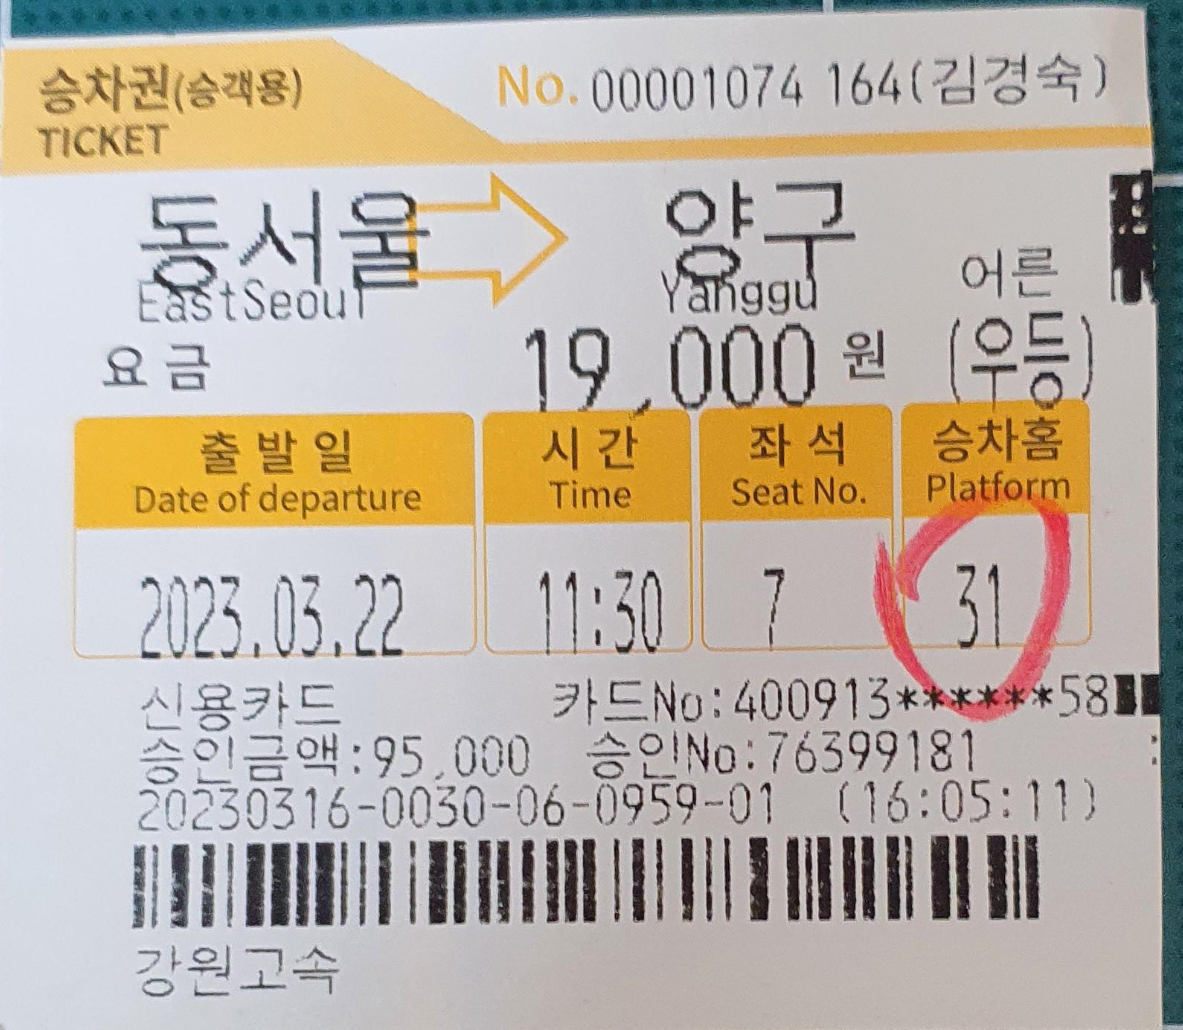 승차권(승객용) No. 00001074 164(김경숙)
TICKET
동서울 양구
EastSeoul Yanggu 어른
요금 19,000 원 (우등)
출발일 시간 좌석 승차홈
Date of departure Time Seat No. Platform
2023.03.22 11:30 7 31
신용카드 카드No:400913******58
승인금액:95,000 승인No:76399181
20230316-0030-06-0959-01 (16:05:11)
강원고속